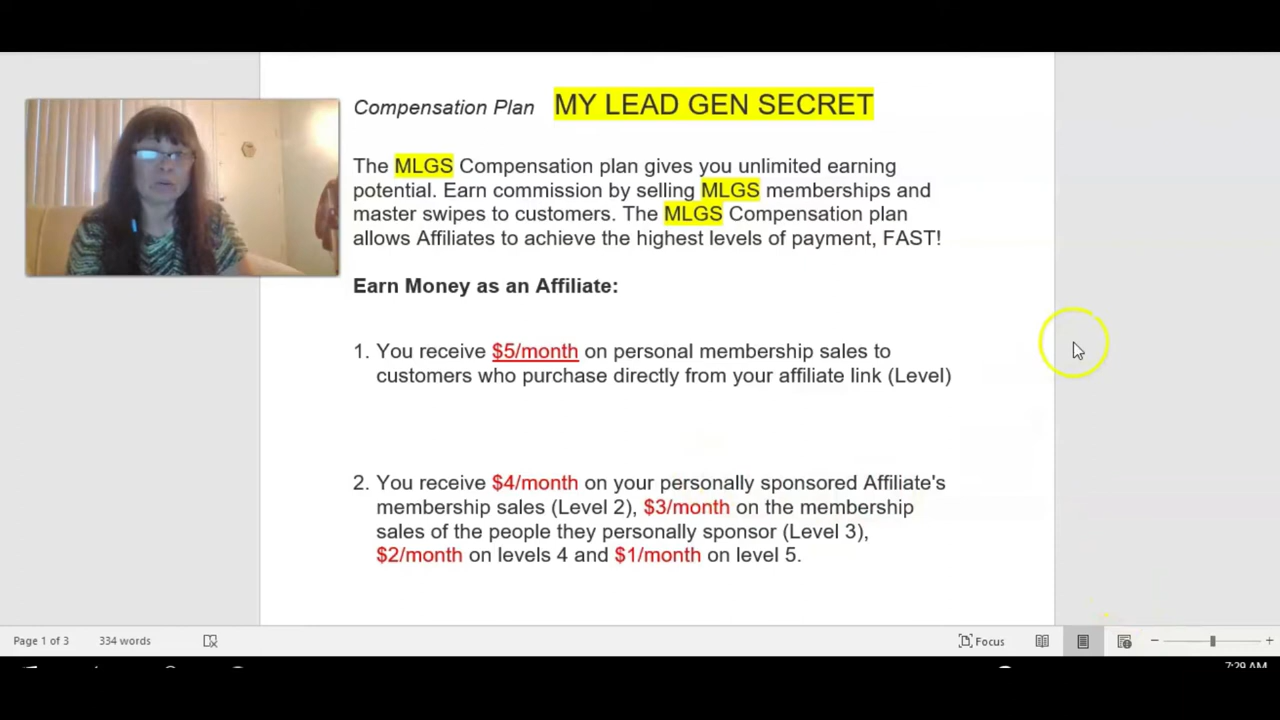 Compensation Plan MY LEAD GEN SECRET
The MLGS Compensation plan gives you unlimited earning
potential. Earn commission by selling MLGS memberships and
master swipes to customers. The MLGS Compensation plan
allows Affiliates to achieve the highest levels of payment, FAST!
Earn Money as an Affiliate:
1. You receive $5/month on personal membership sales to
customers who purchase directly from your affiliate link (Level)
2. You receive $4/month on your personally sponsored Affiliate's
membership sales (Level 2), $3/month on the membership
sales of the people they personally sponsor (Level 3),
$2/month on levels 4 and $1/month on level 5.
Page 1 of 3 334 words Focus
7:29 AM